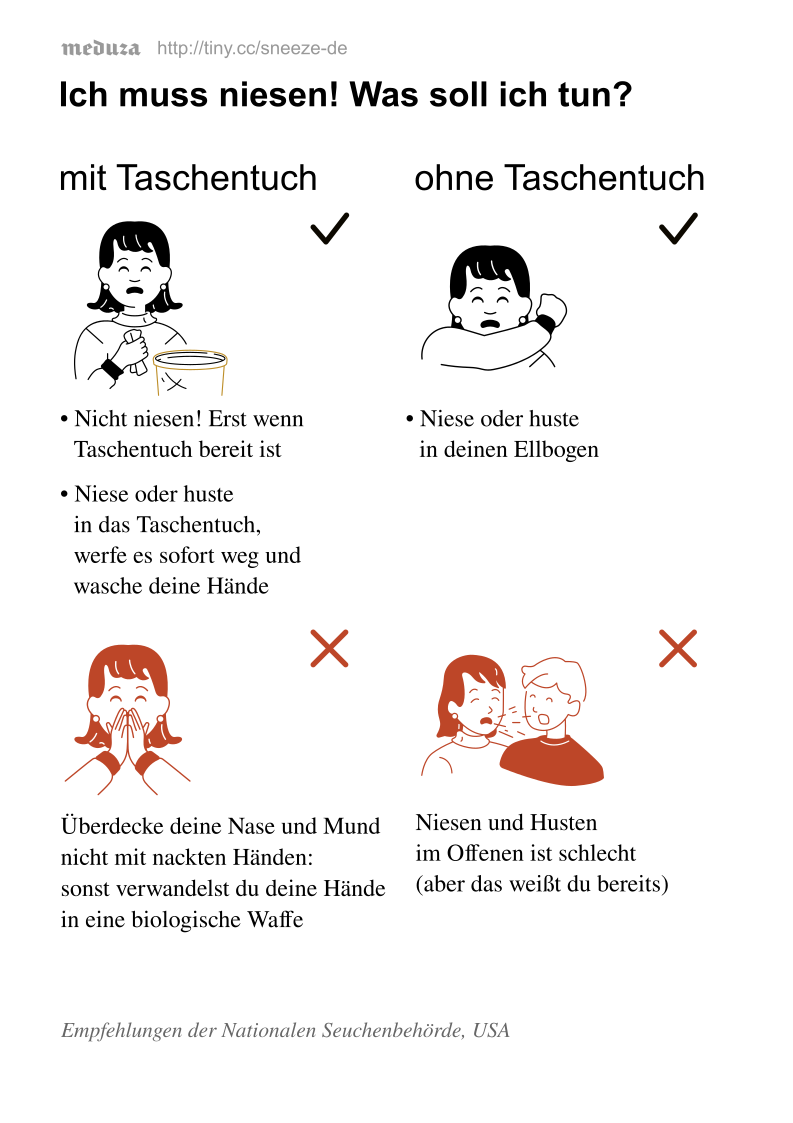 meduza http://tiny.cc/sneeze-de
Ich muss niesen! Was soll ich tun?
mit Taschentuch
• Nicht niesen! Erst wenn
Taschentuch bereit ist
• Niese oder huste
in das Taschentuch,
werfe es sofort weg und
wasche deine Hände
ohne Taschentuch
• Niese oder huste
in deinen Ellbogen
Überdecke deine Nase und Mund
nicht mit nackten Händen:
sonst verwandelst du deine Hände
in eine biologische Waffe
Niesen und Husten
im Offenen ist schlecht
(aber das weißt du bereits)
Empfehlungen der Nationalen Seuchenbehörde, USA